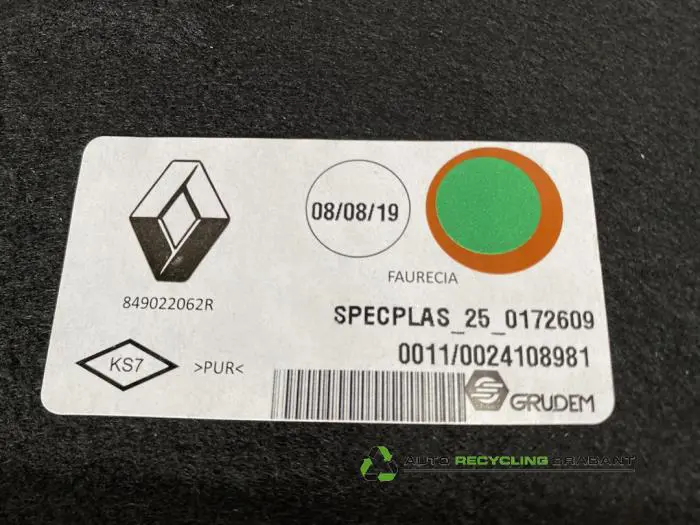 08/08/19
FAURECIA
849022062R
SPECPLAS_25_0172609
0011/0024108981
KS7 >PUR<
GRUDEM
AUTO RECYCLING BRABANT